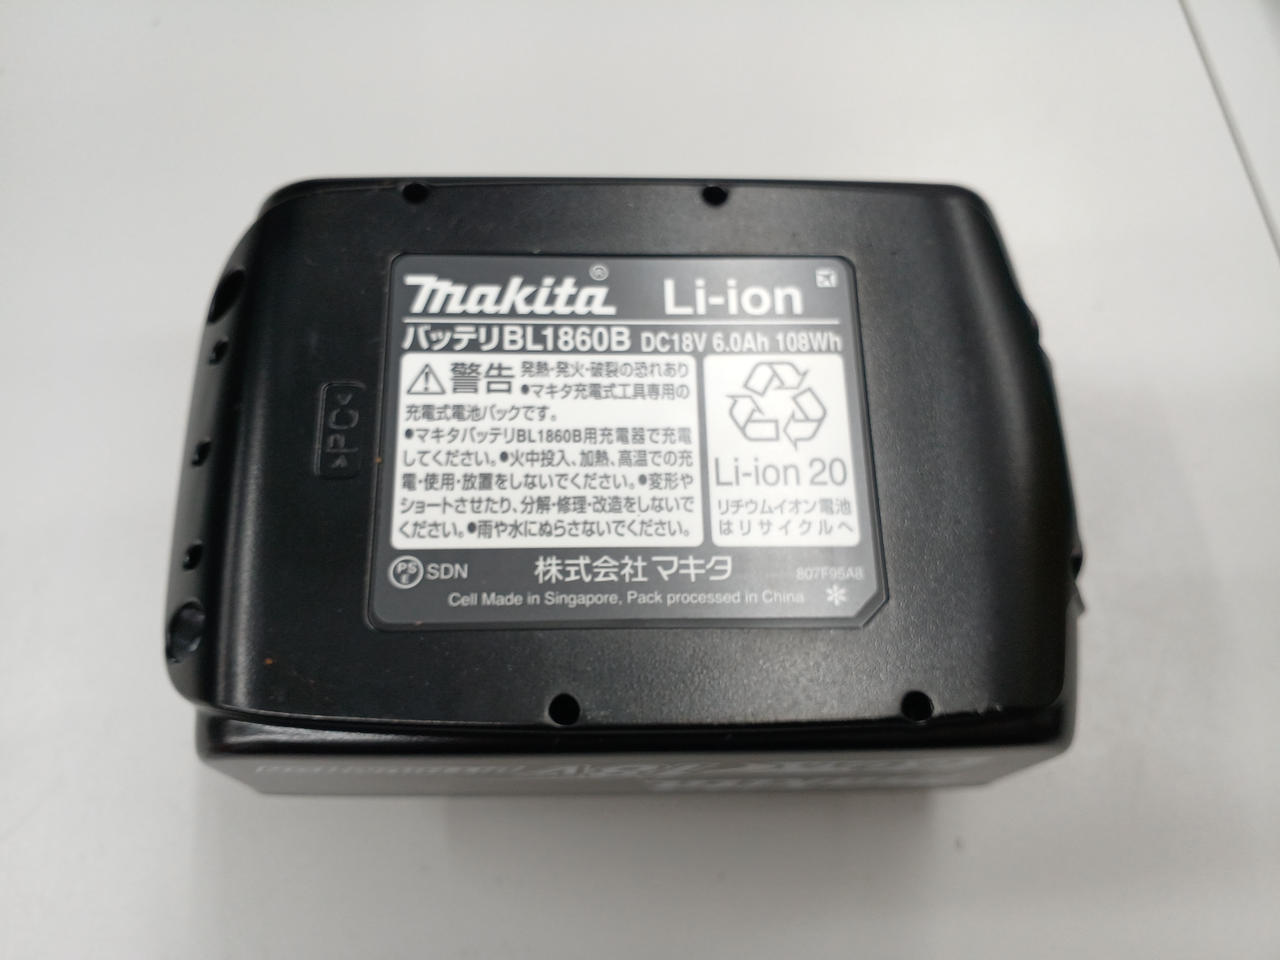 makita® Li-ion
バッテリBL1860B DC18V 6.0Ah 108Wh
警告 発熱・発火・破裂の恐れあり
●マキタ充電式工具専用の
充電式電池パックです。
●マキタバッテリBL1860B用充電器で充電
してください。●火中投入、加熱、高温での充
電・使用・放置をしないでください。●変形や
ショートさせたり、分解・修理・改造をしないで
ください。●雨や水にぬらさないでください。
Li-ion 20
リチウムイオン電池
はリサイクルへ
PS
E SDN 株式会社マキタ 807F95A8
Cell Made in Singapore, Pack processed in China